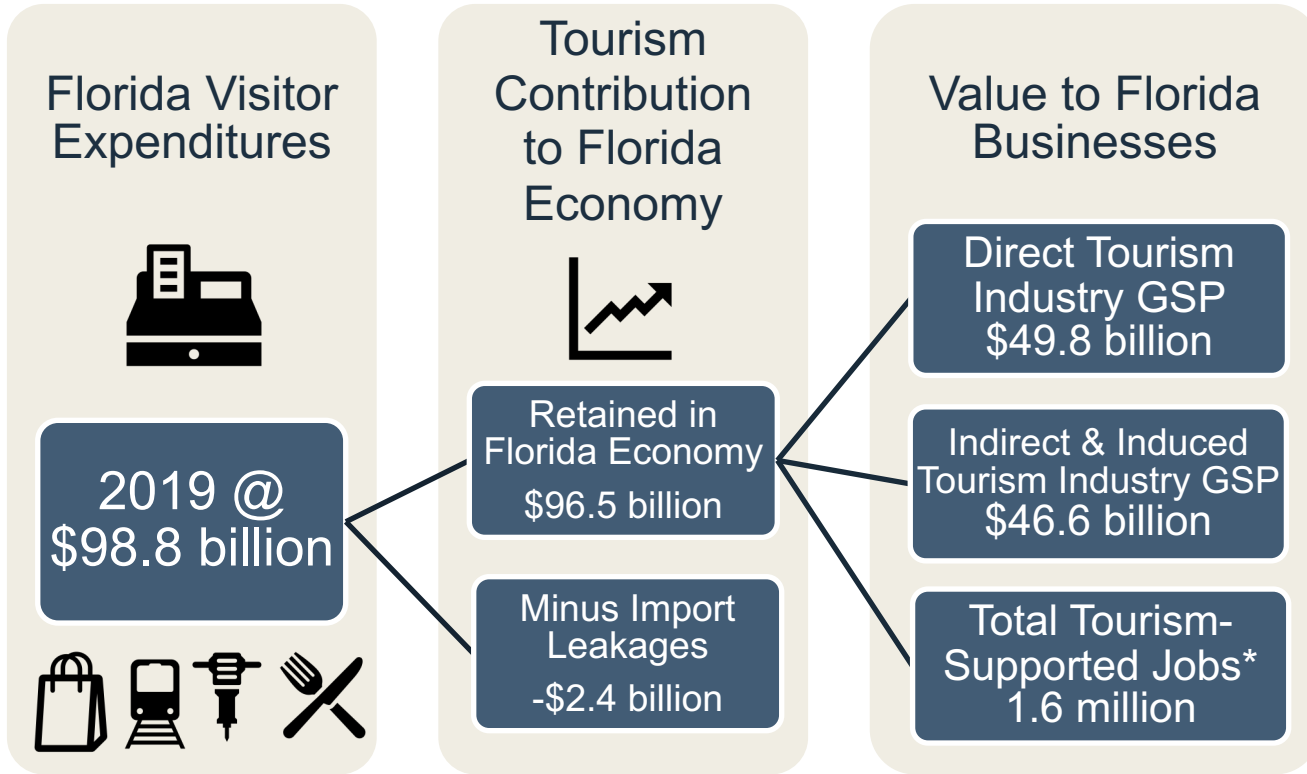 Florida Visitor
Expenditures
2019 @
$98.8 billion
Tourism
Contribution
to Florida
Economy
Retained in
Florida Economy
$96.5 billion
Minus Import
Leakages
-$2.4 billion
Value to Florida
Businesses
Direct Tourism
Industry GSP
$49.8 billion
Indirect & Induced
Tourism Industry GSP
$46.6 billion
Total Tourism-
Supported Jobs*
1.6 million